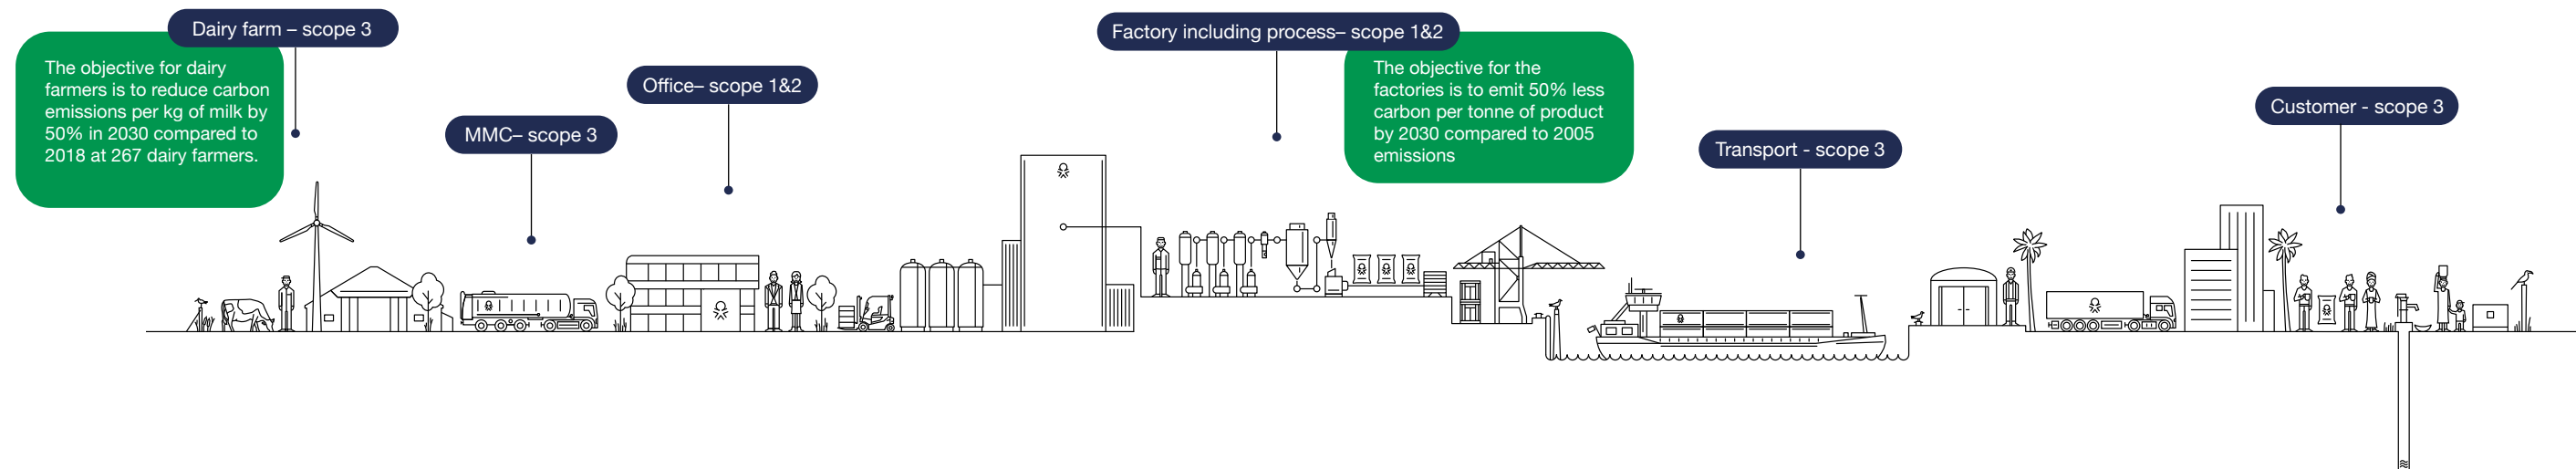 Dairy farm – scope 3
The objective for dairy
farmers is to reduce carbon
emissions per kg of milk by
50% in 2030 compared to
2018 at 267 dairy farmers.
MMC– scope 3
Office– scope 1&2
Factory including process– scope 1&2
The objective for the
factories is to emit 50% less
carbon per tonne of product
by 2030 compared to 2005
emissions
Transport - scope 3
Customer - scope 3